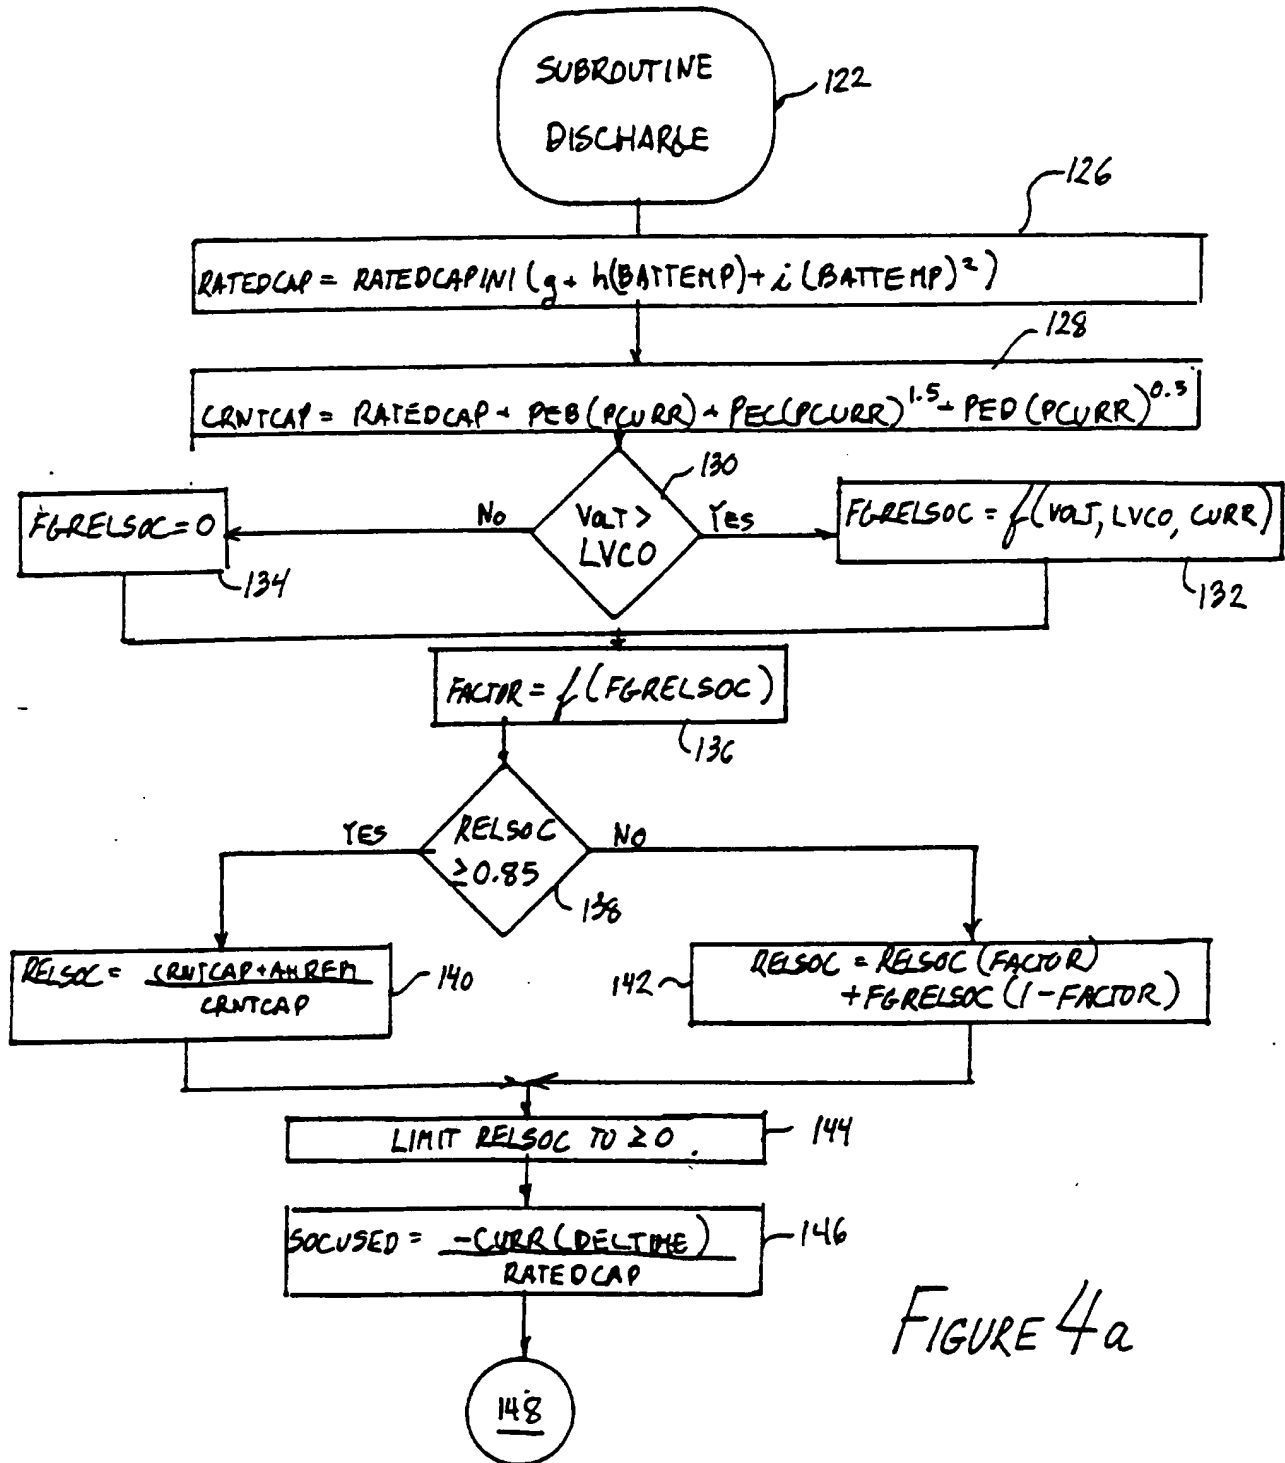 SUBROUTINE
DISCHARGE
122
126
RATEDCAP = RATEDCAPINI (g + h(BATTEMP) + i (BATTEMP)²)
128
CRNTCAP = RATEDCAP + PEB (PCURR) + PEC(PCURR)^1.5 + PED (PCURR)^0.5
130
VOLT >
LVCO
No
YES
FGRELSOC = 0
134
FGRELSOC = f(VOLT, LVCO, CURR)
132
FACTOR = f(FGRELSOC)
136
RELSOC
≥0.85
YES
NO
138
RELSOC = CRNTCAP+AHREM
CRNTCAP
140
142
RELSOC = RELSOC (FACTOR)
+FGRELSOC (1-FACTOR)
LIMIT RELSOC TO ≥0
144
SOCUSED = -CURR(DELTIME)
RATEDCAP
146
148
FIGURE 4a